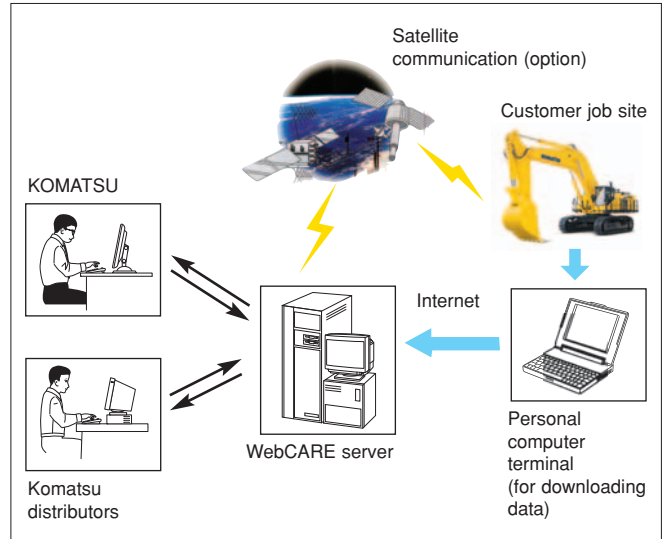 Satellite
communication (option)
Customer job site
KOMATSU
Internet
WebCARE server
Personal
computer
terminal
(for downloading
data)
Komatsu
distributors